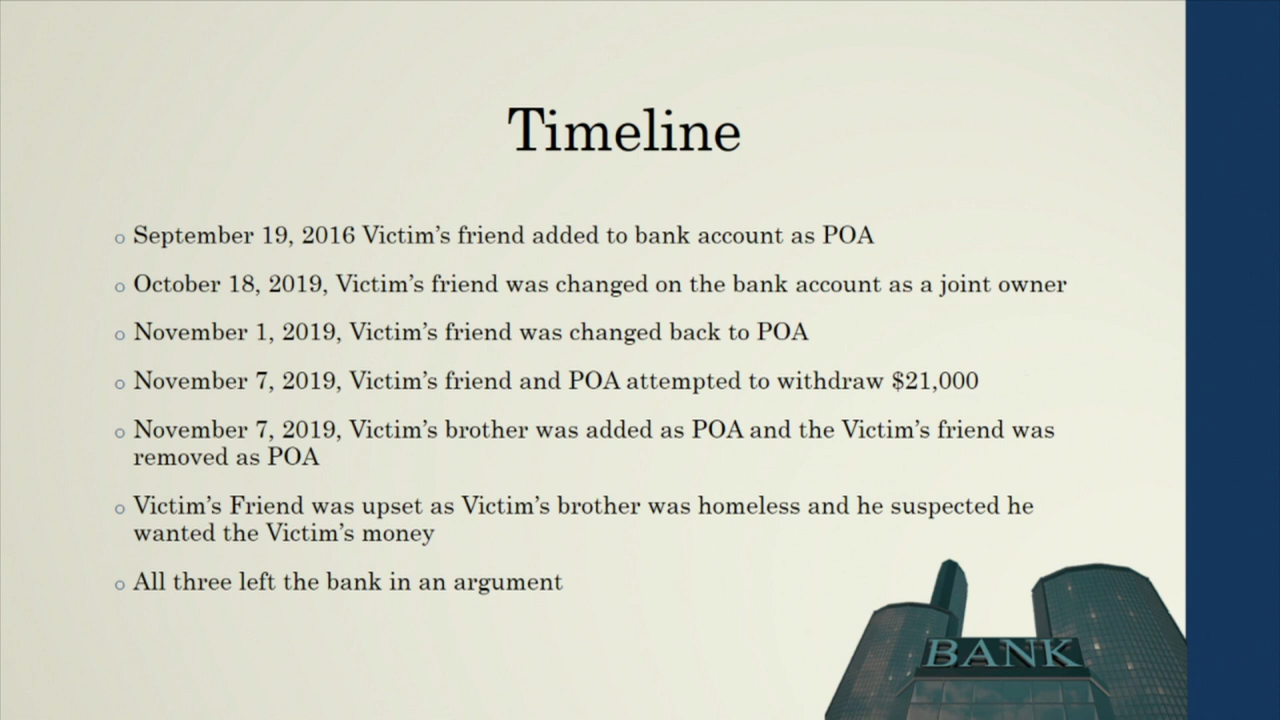 Timeline
○ September 19, 2016 Victim’s friend added to bank account as POA
○ October 18, 2019, Victim’s friend was changed on the bank account as a joint owner
○ November 1, 2019, Victim’s friend was changed back to POA
○ November 7, 2019, Victim’s friend and POA attempted to withdraw $21,000
○ November 7, 2019, Victim’s brother was added as POA and the Victim’s friend was
removed as POA
○ Victim’s Friend was upset as Victim’s brother was homeless and he suspected he
wanted the Victim’s money
○ All three left the bank in an argument
BANK